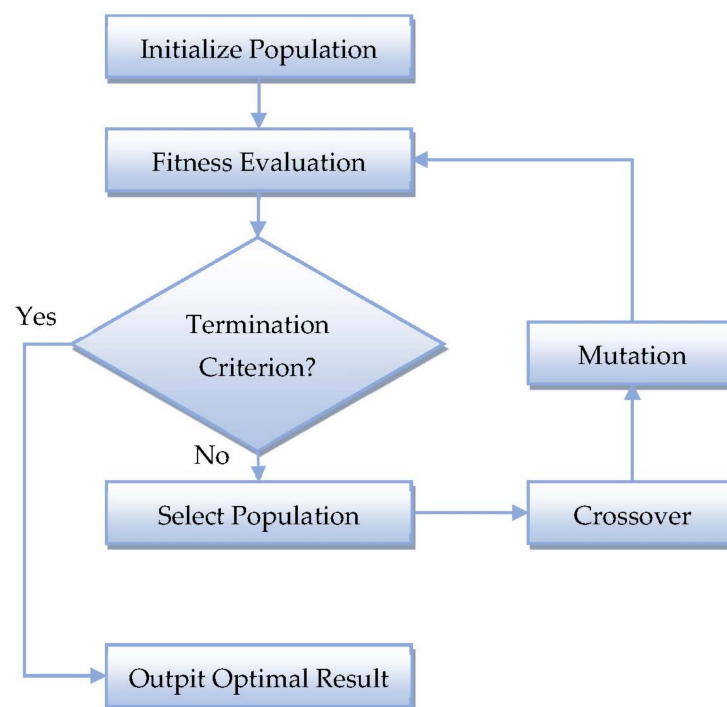 Initialize Population
Fitness Evaluation
Yes
Termination
Criterion?
Mutation
No
Select Population
Crossover
Outpit Optimal Result